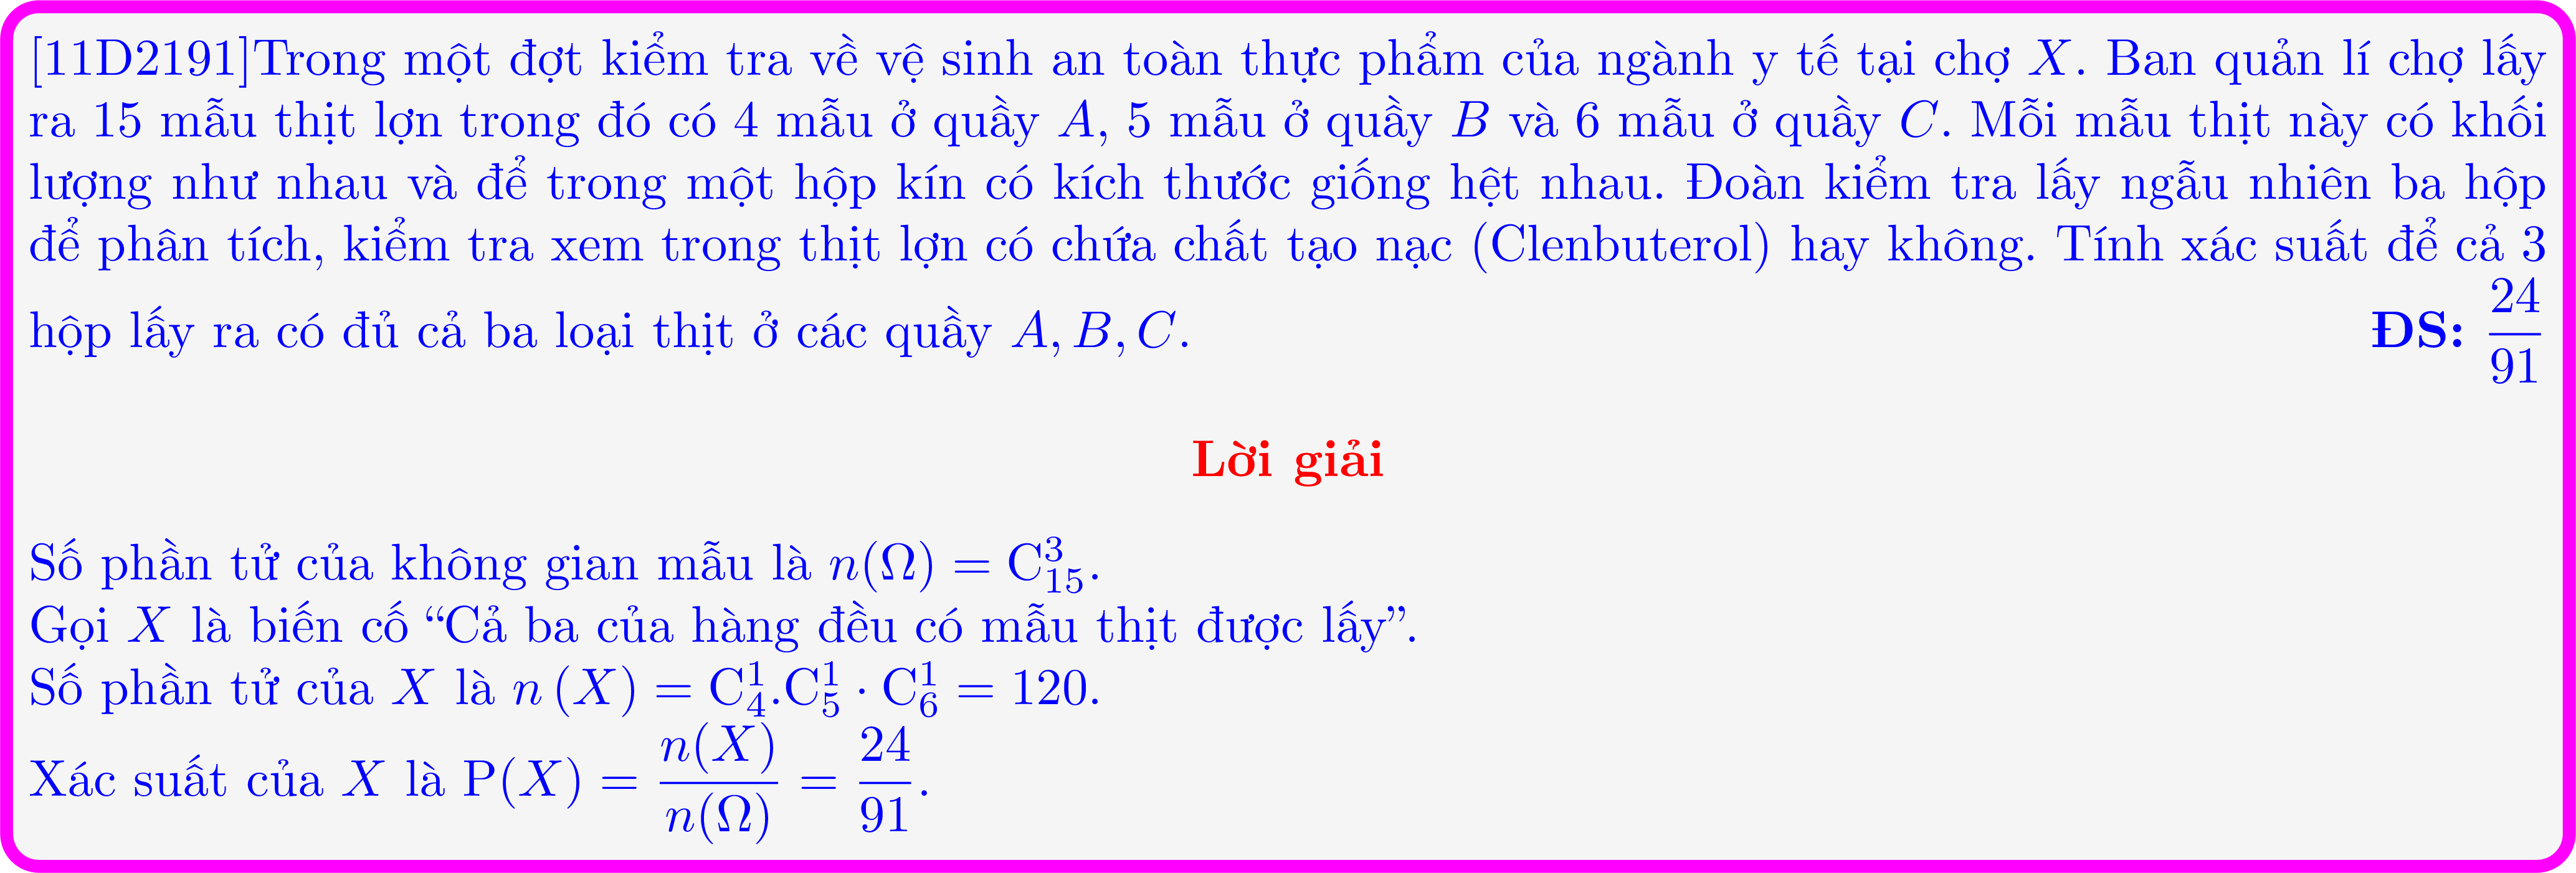 [11D2191]Trong một đợt kiểm tra về vệ sinh an toàn thực phẩm của ngành y tế tại chợ X. Ban quản lí chợ lấy
ra 15 mẫu thịt lợn trong đó có 4 mẫu ở quầy A, 5 mẫu ở quầy B và 6 mẫu ở quầy C. Mỗi mẫu thịt này có khối
lượng như nhau và để trong một hộp kín có kích thước giống hệt nhau. Đoàn kiểm tra lấy ngẫu nhiên ba hộp
để phân tích, kiểm tra xem trong thịt lợn có chứa chất tạo nạc (Clenbuterol) hay không. Tính xác suất để cả 3
hộp lấy ra có đủ cả ba loại thịt ở các quầy A, B, C. ĐS: $\dfrac{24}{91}$
Lời giải
Số phần tử của không gian mẫu là $n(\Omega) = \mathrm{C}_{15}^{3}$.
Gọi X là biến cố “Cả ba của hàng đều có mẫu thịt được lấy”.
Số phần tử của X là $n(X) = \mathrm{C}_{4}^{1}.\mathrm{C}_{5}^{1} \cdot \mathrm{C}_{6}^{1} = 120$.
Xác suất của X là $\mathrm{P}(X) = \dfrac{n(X)}{n(\Omega)} = \dfrac{24}{91}$.